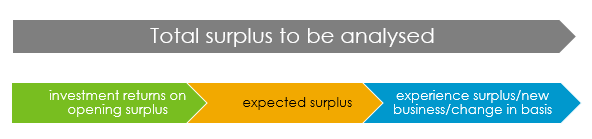 Total surplus to be analysed
investment returns on
opening surplus
expected surplus
experience surplus/new
business/change in basis